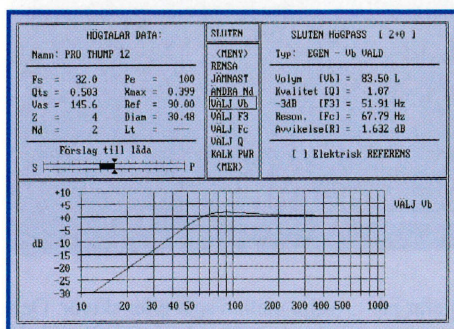 HÖGTALAR DATA:
Namn: PRO THUMP 12
Fs = 32.0 Pe = 100
Qts = 0.503 Xmax = 0.399
Vas = 145.6 Ref = 90.00
Z = 4 Diam = 30.48
Nd = 2 Lt = ---
Förslag till låda
S P
SLUTEN
<MENY>
RENSA
JÄMNAST
ÄNDRA Nd
VÄLJ Vb
VÄLJ F3
VÄLJ Fc
VÄLJ Q
KALK PWR
<MER>
SLUTEN HöGPASS [ 2+0 ]
Typ: EGEN - Vb VALD
Volym [Vb] = 83.50 L
Kvalitet [Q] = 1.07
-3dB [F3] = 51.91 Hz
Reson. [Fc] = 67.79 Hz
Avvikelse[R] = 1.632 dB
[ ] Elektrisk REFERENS
VÄLJ Vb
+10
+5
+0
-5
dB -10
-15
-20
-25
-30
10 20 30 40 50 100 200 300 400 500 1000